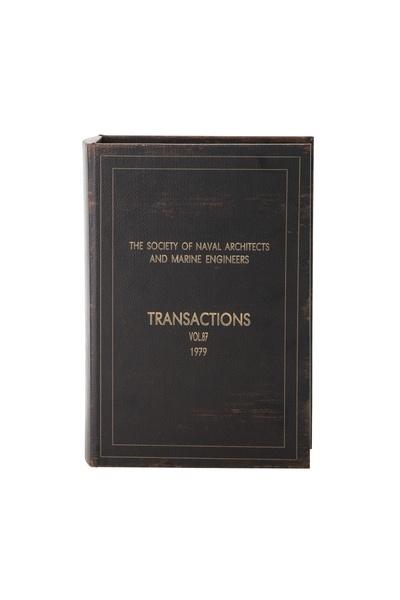 THE SOCIETY OF NAVAL ARCHITECTS
AND MARINE ENGINEERS
TRANSACTIONS
VOL.87
1979